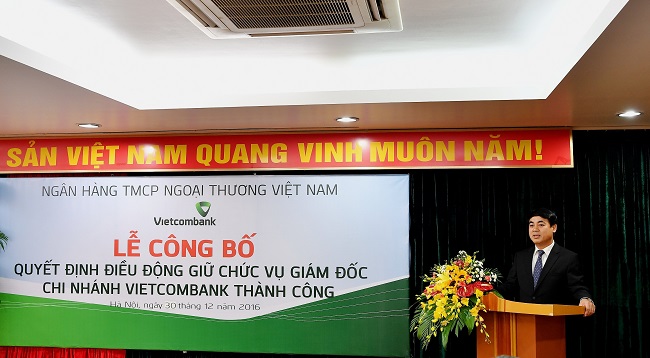 SẢN VIỆT NAM QUANG VINH MUÔN NĂM!
NGÂN HÀNG TMCP NGOẠI THƯƠNG VIỆT NAM
Vietcombank
LỄ CÔNG BỐ
QUYẾT ĐỊNH ĐIỀU ĐỘNG GIỮ CHỨC VỤ GIÁM ĐỐC
CHI NHÁNH VIETCOMBANK THÀNH CÔNG
Hà Nội, ngày 30 tháng 12 năm 2016